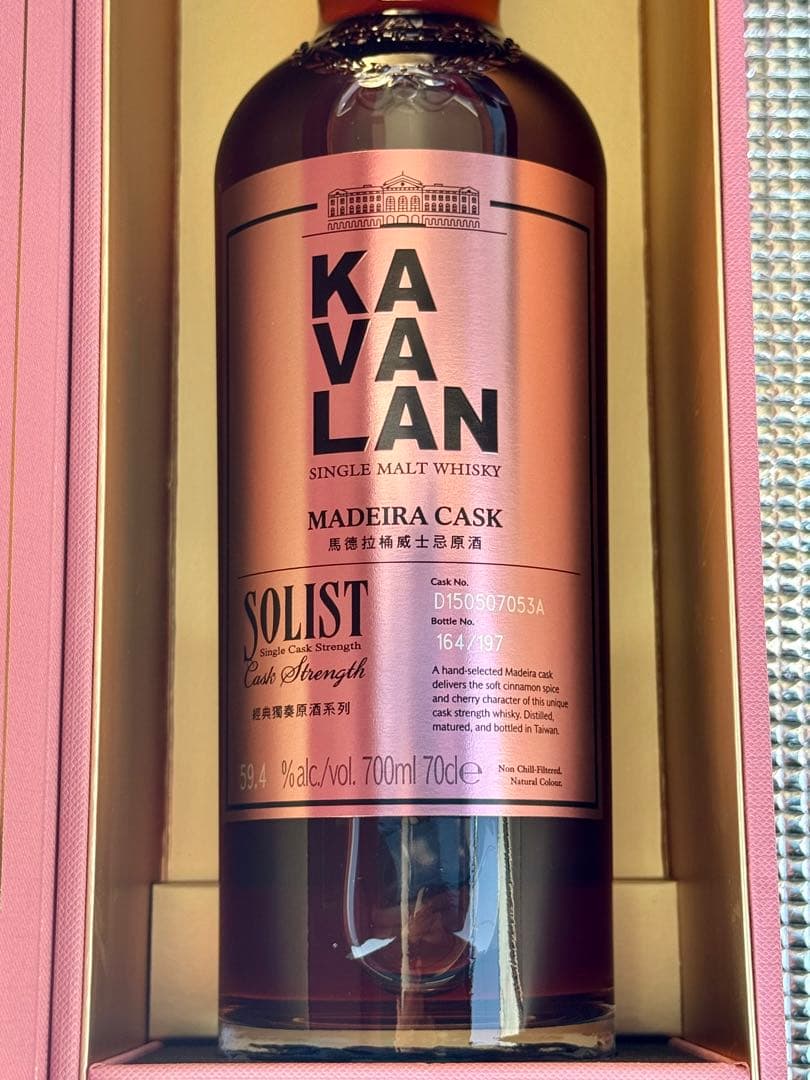 KA
VA
LAN
SINGLE MALT WHISKY
MADEIRA CASK
馬德拉桶威士忌原酒
SOLIST
Single Cask Strength
Cask Strength
經典獨奏原酒系列
Cask No.
D150507053A
Bottle No.
164/197
A hand-selected Madeira cask
delivers the soft cinnamon spice
and cherry character of this unique
cask strength whisky. Distilled,
matured, and bottled in Taiwan.
59.4 %alc./vol. 700ml 70cl℮
Non Chill-Filtered.
Natural Colour.